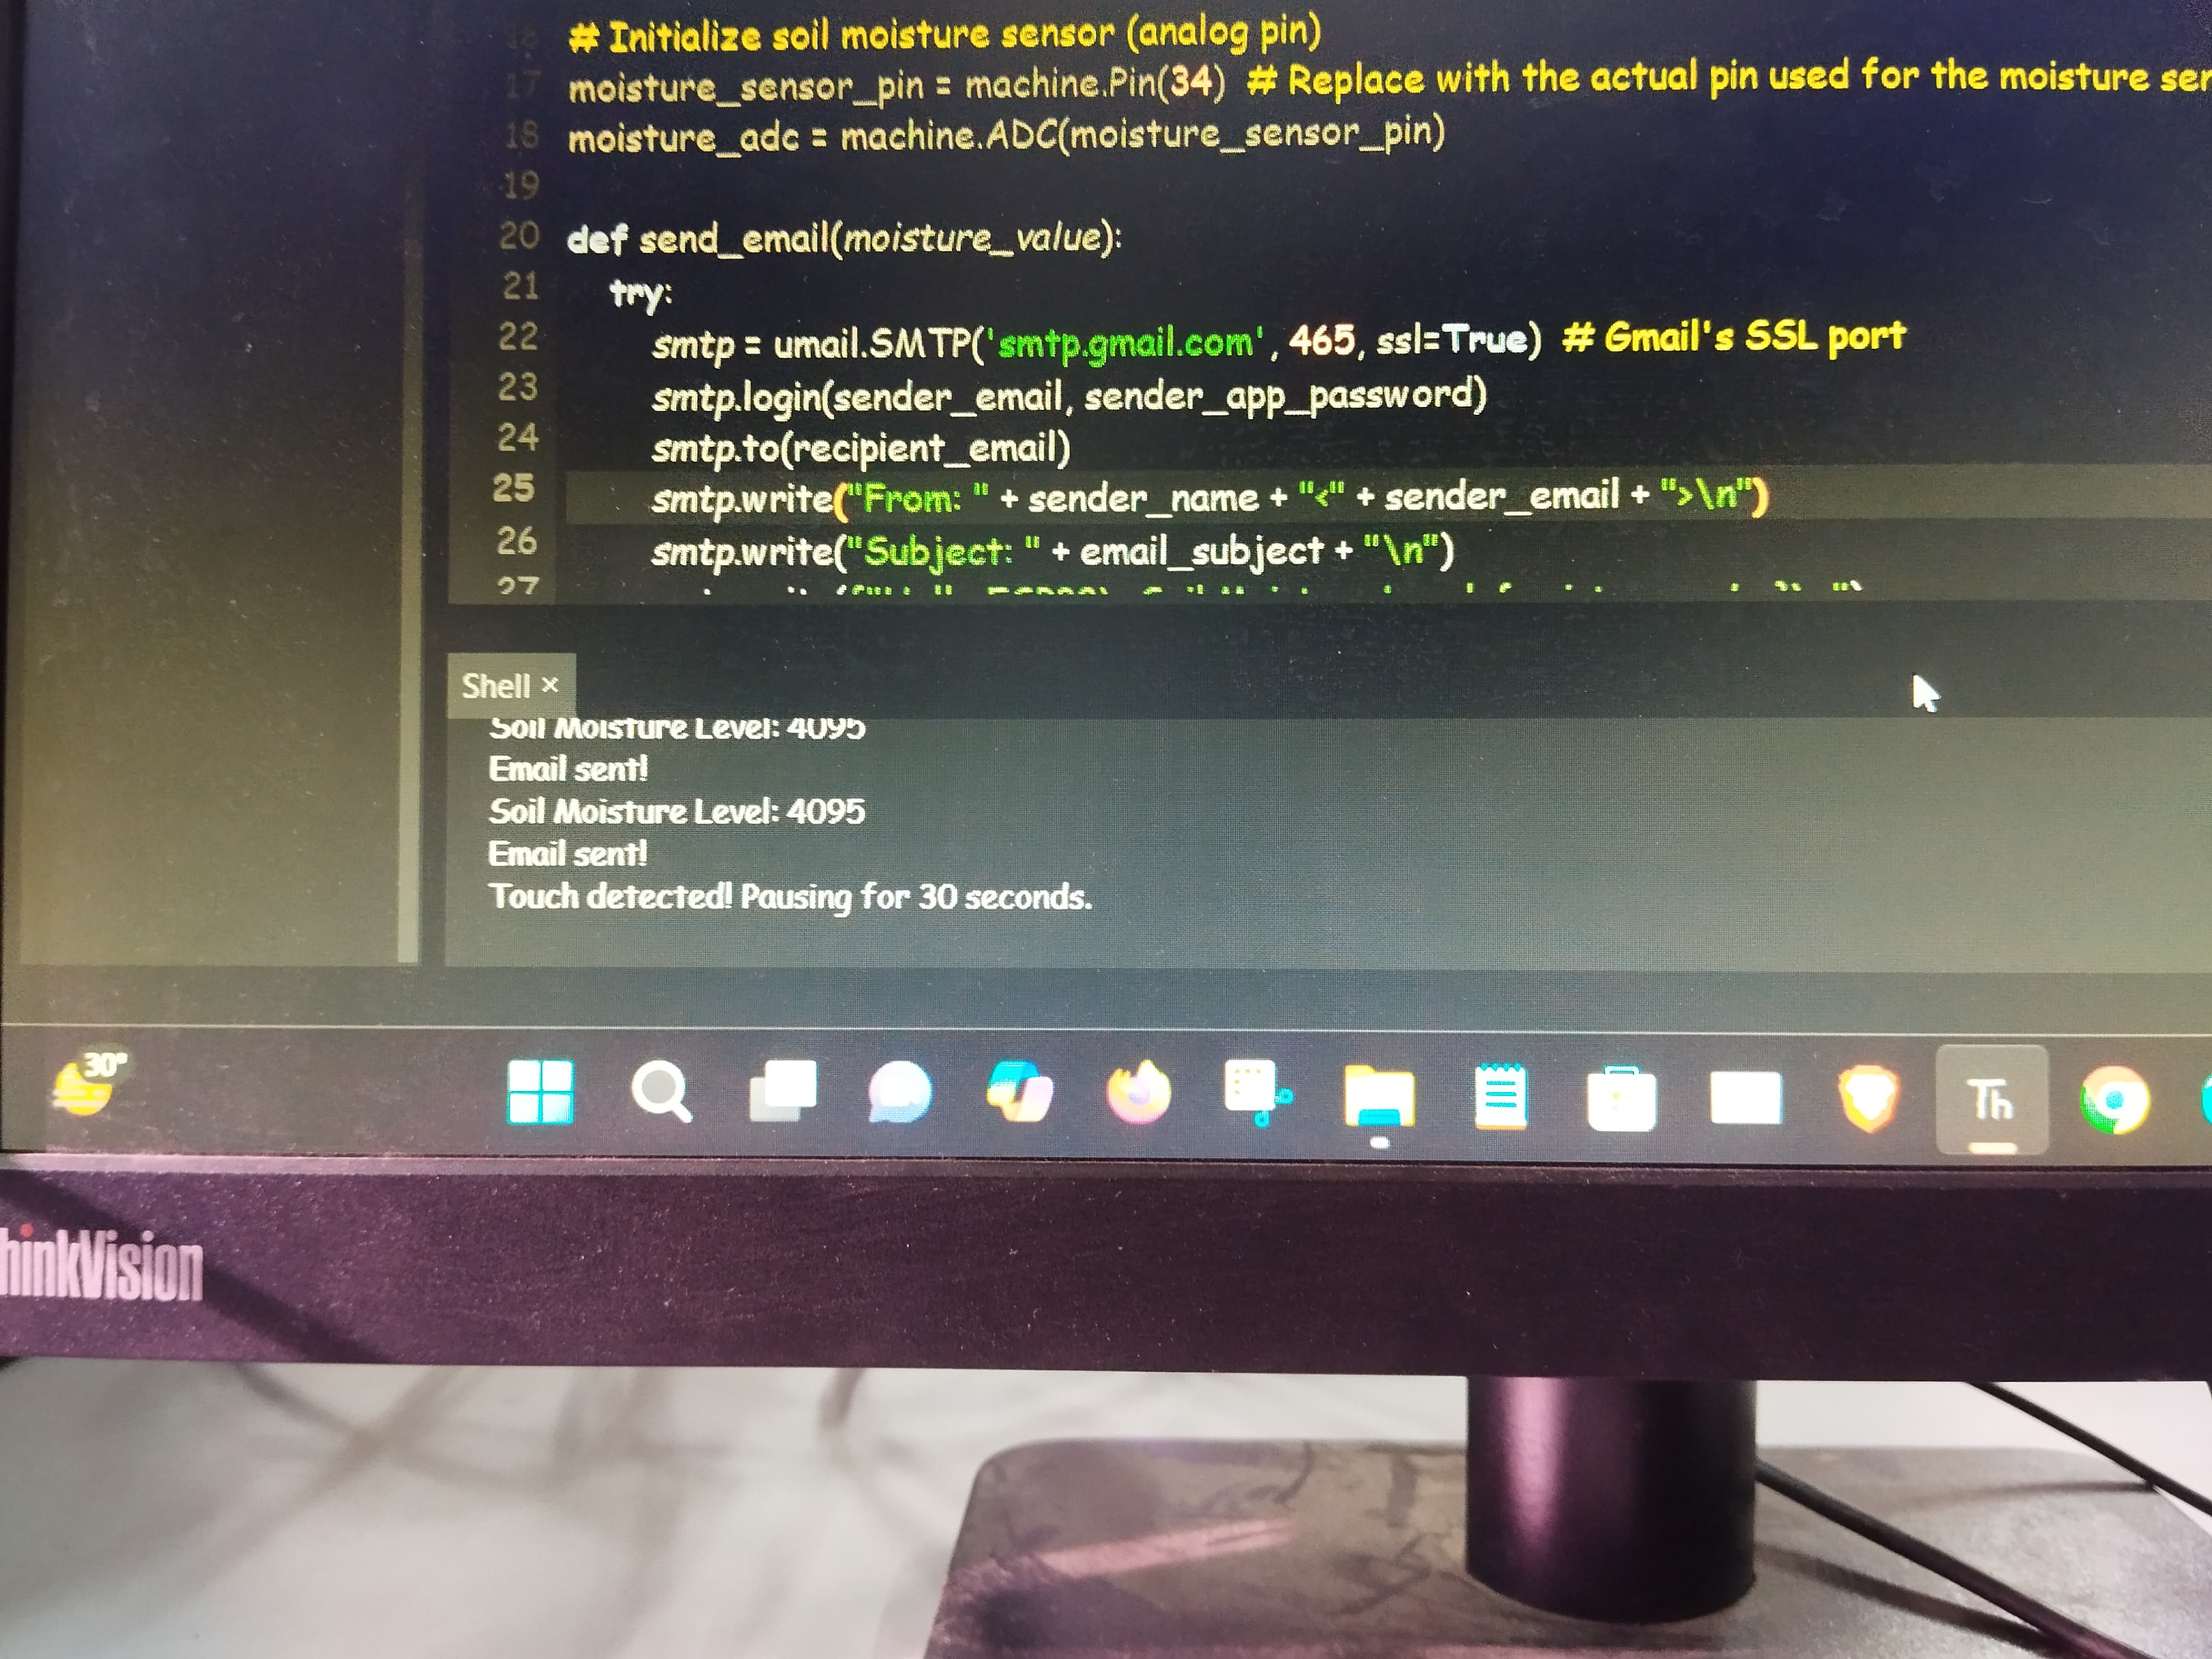 16 # Initialize soil moisture sensor (analog pin)
17 moisture_sensor_pin = machine.Pin(34) # Replace with the actual pin used for the moisture
18 moisture_adc = machine.ADC(moisture_sensor_pin)
19
20 def send_email(moisture_value):
21 try:
22 smtp = umail.SMTP('smtp.gmail.com', 465, ssl=True) # Gmail's SSL port
23 smtp.login(sender_email, sender_app_password)
24 smtp.to(recipient_email)
25 smtp.write("From: " + sender_name + "<" + sender_email + ">\n")
26 smtp.write("Subject: " + email_subject + "\n")
27
Shell ×
Soil Moisture Level: 4095
Email sent!
Soil Moisture Level: 4095
Email sent!
Touch detected! Pausing for 30 seconds.
30°
Th
hinkVision